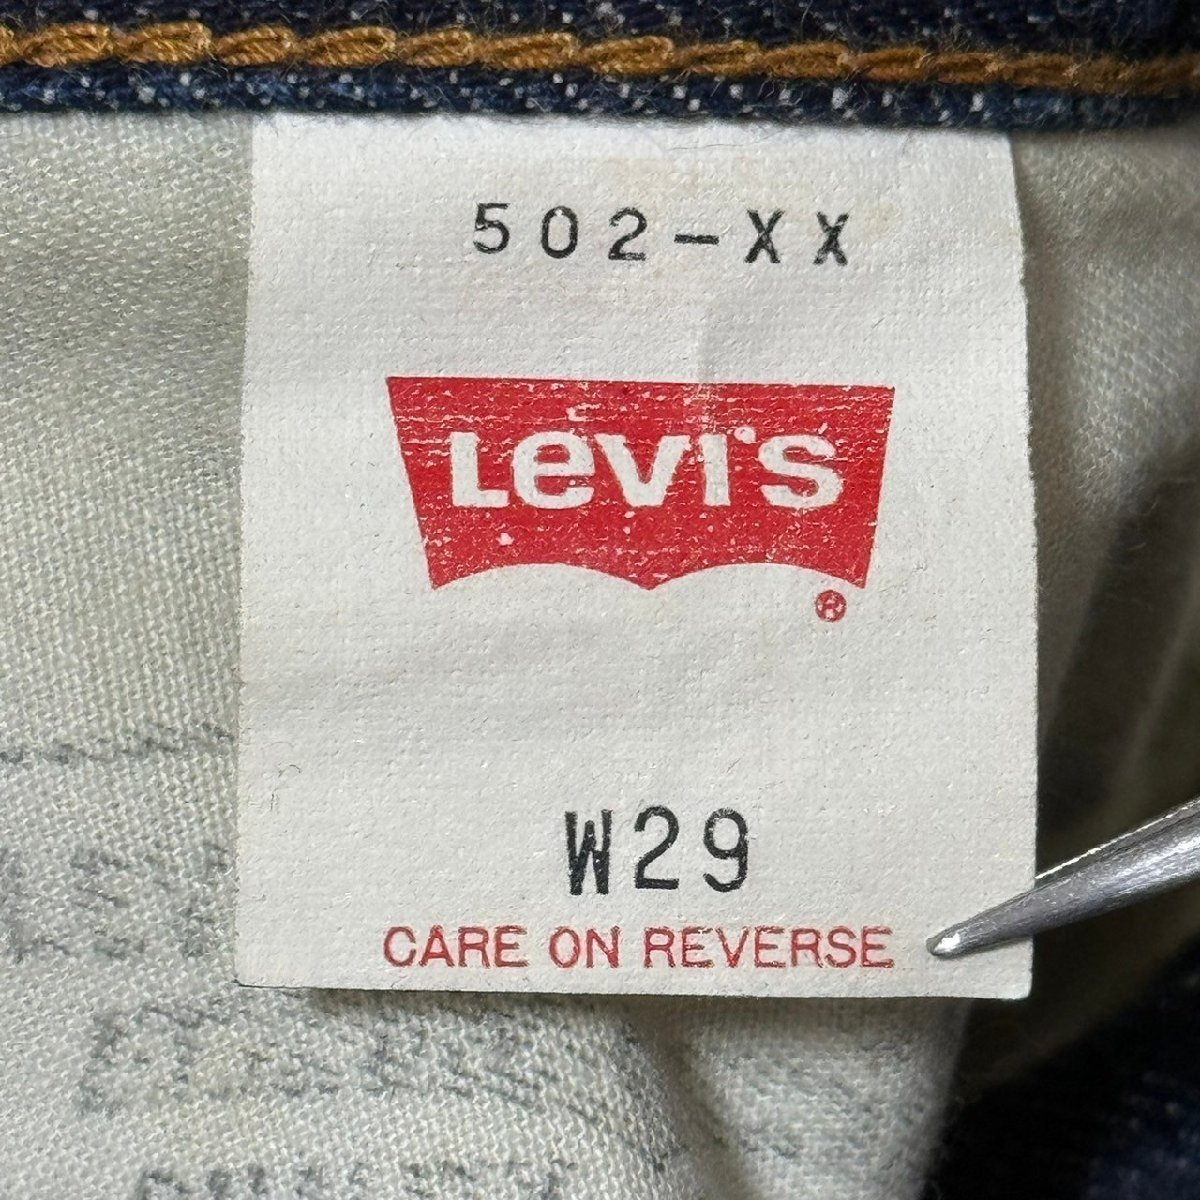 502-XX
Levi's
®
W29
CARE ON REVERSE